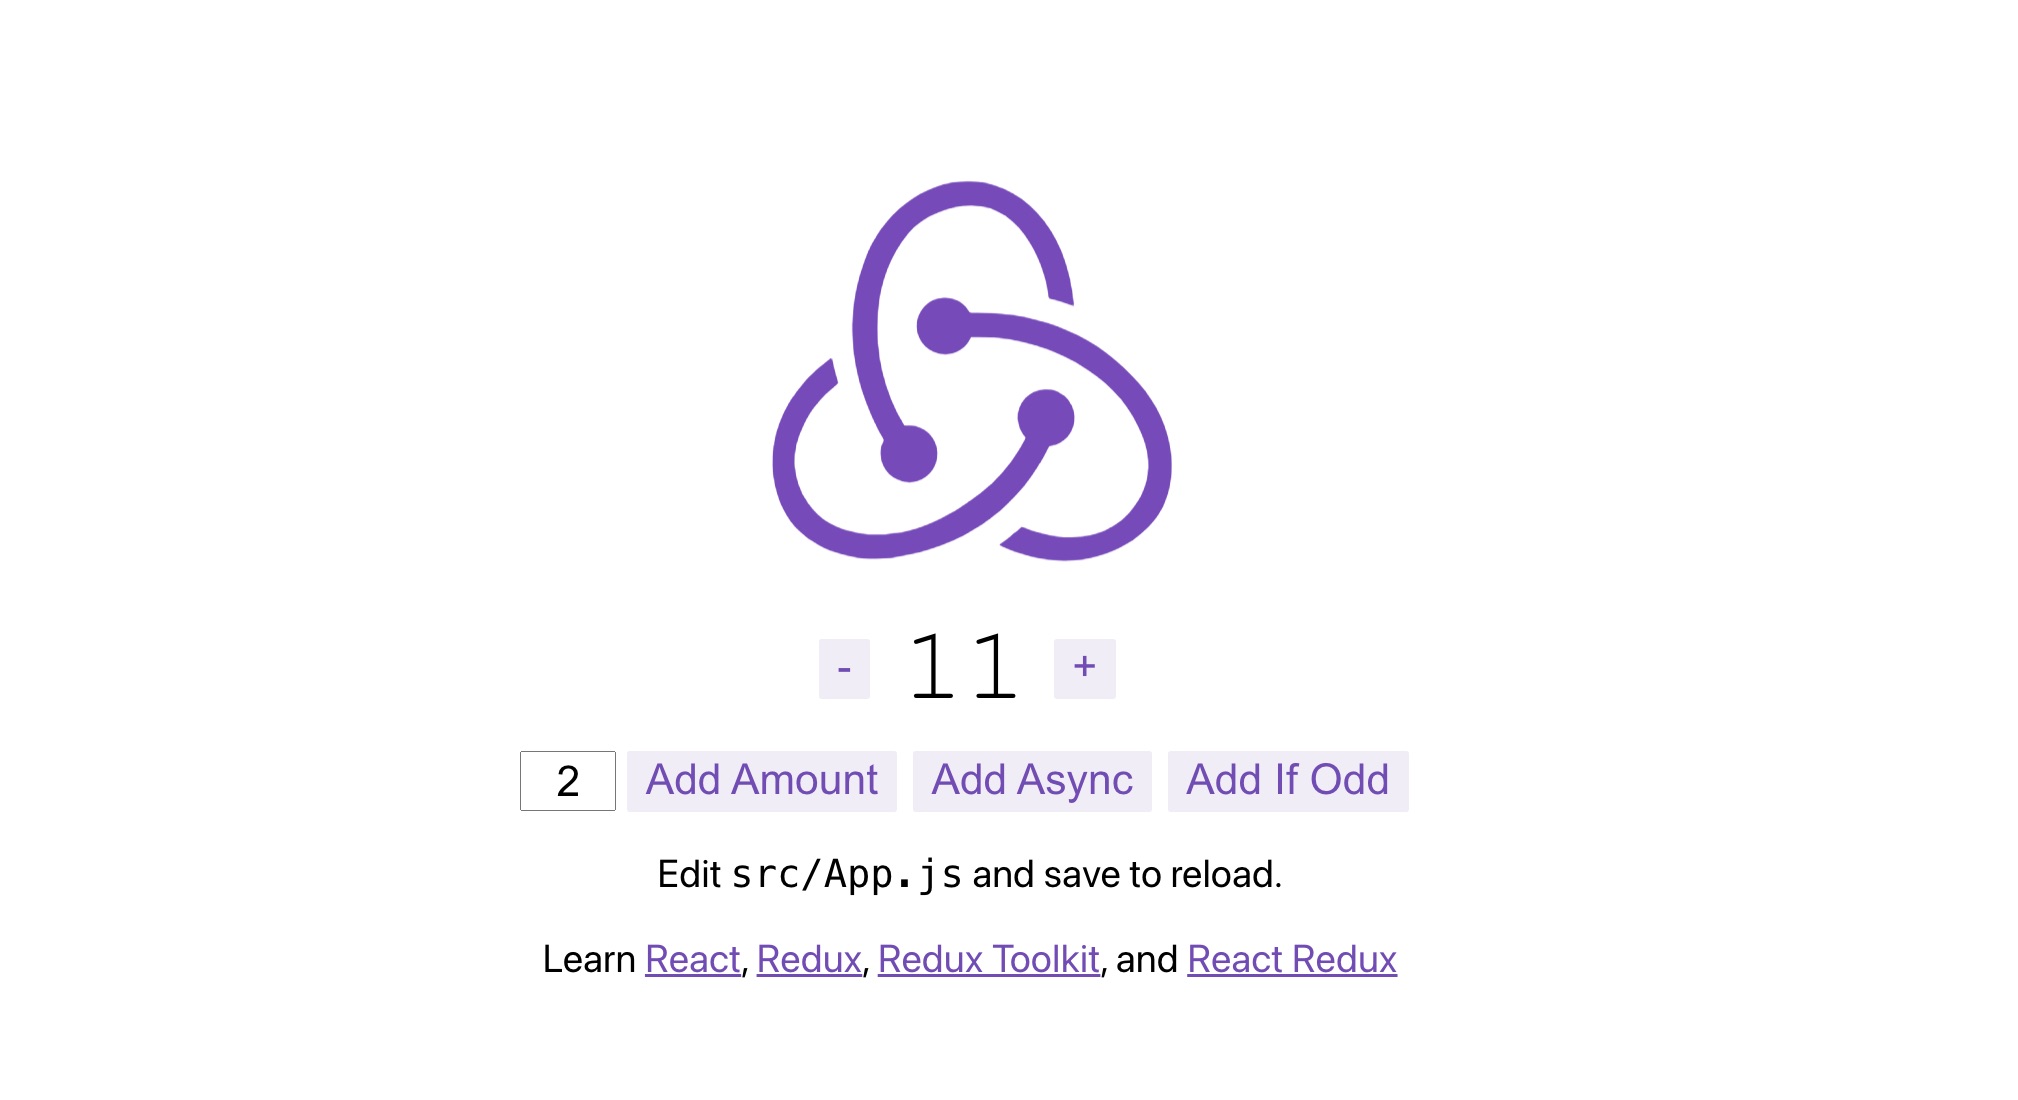 - 11 +
2 Add Amount Add Async Add If Odd
Edit src/App.js and save to reload.
Learn React, Redux, Redux Toolkit, and React Redux